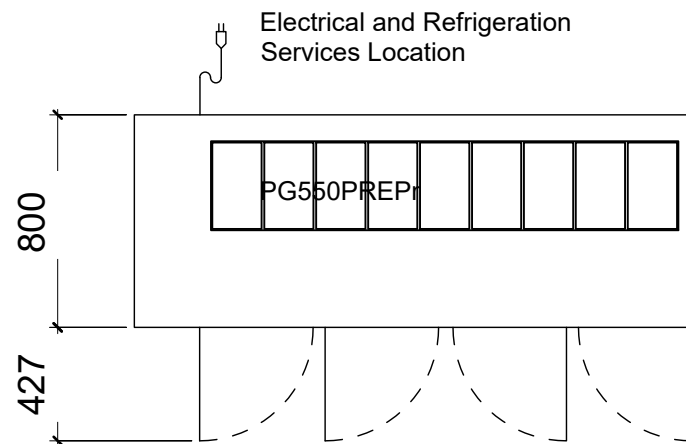 Electrical and Refrigeration
Services Location
PG550PREPr
800
427